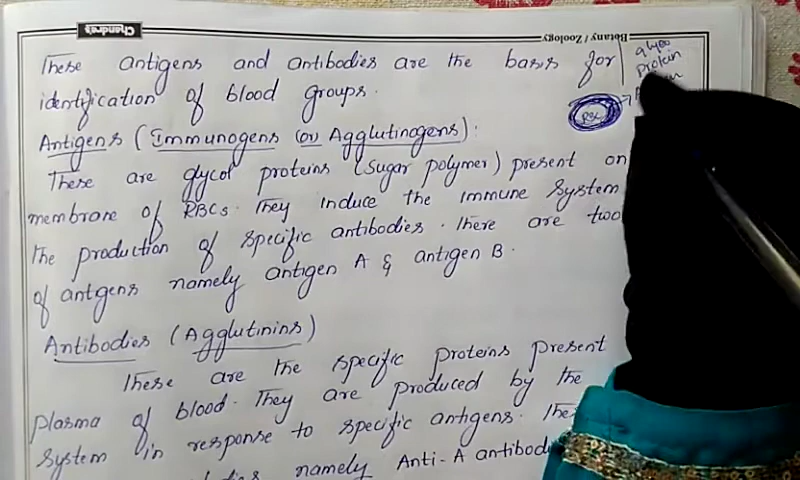 Chandra's
Botany / Zoology
These antigens and antibodies are the basis for
glyco
protein
identification of blood groups.
RBC
Antigens (Immunogens (or) Agglutinogens):
These are glycol proteins (sugar polymer) present on
membrane of RBCs. They induce the immune system
the production of specific antibodies. There are two
of antgens namely antigen A & antigen B.
Antibodies (Agglutinins)
These are the specific proteins present
plasma of blood. They are produced by the
system in response to specific antigens.
namely Anti-A